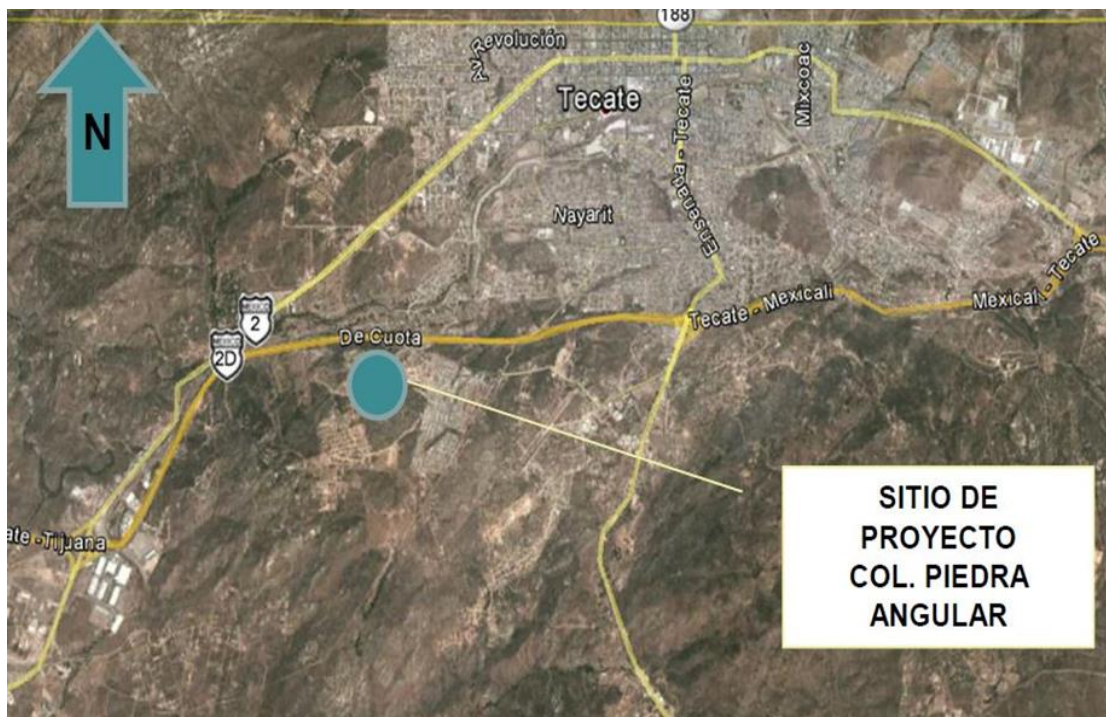 188
Av. Revolución
Mixcoac
Tecate
Ensenada - Tecate
N
Nayarit
Mexicali - Tecate
Tecate - Mexicali
2
De Cuota
2D
ate -Tijuana
SITIO DE
PROYECTO
COL. PIEDRA
ANGULAR